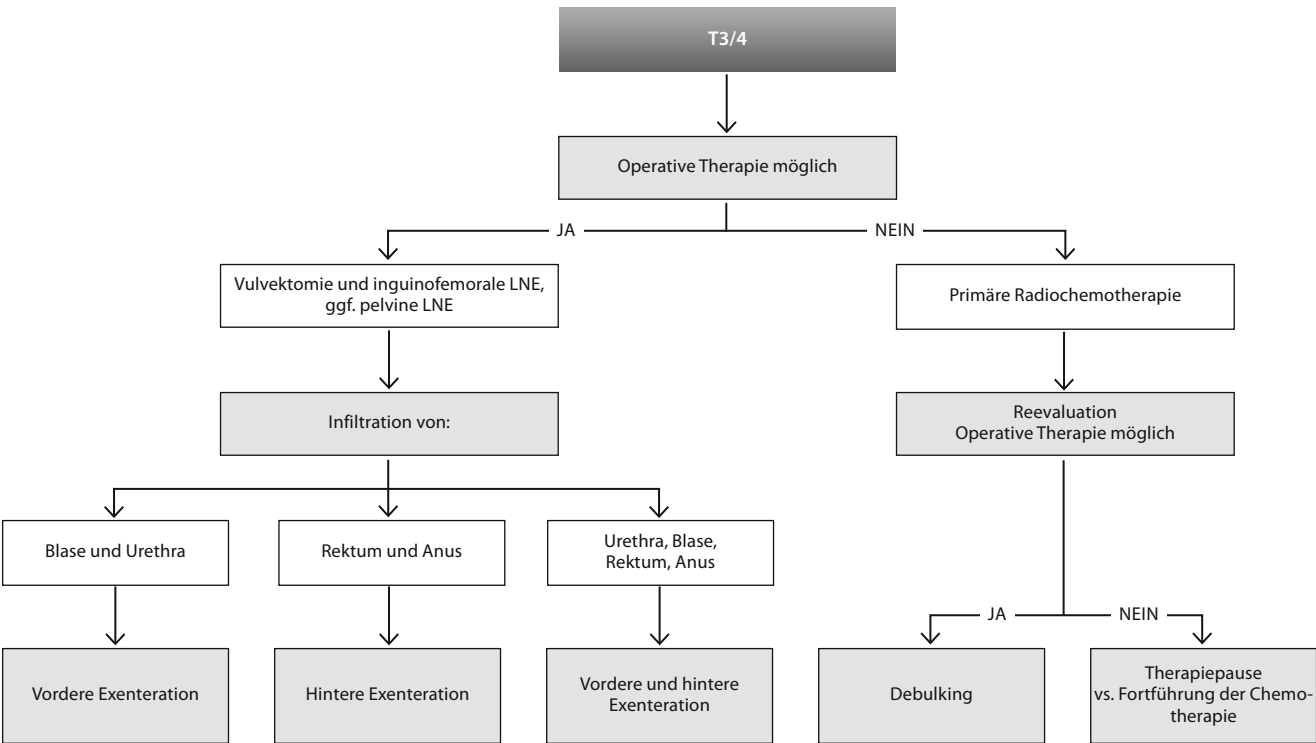 T3/4
Operative Therapie möglich
JA
NEIN
Vulvektomie und inguinofemorale LNE,
ggf. pelvine LNE
Primäre Radiochemotherapie
Infiltration von:
Reevaluation
Operative Therapie möglich
Blase und Urethra
Rektum und Anus
Urethra, Blase,
Rektum, Anus
JA
NEIN
Vordere Exenteration
Hintere Exenteration
Vordere und hintere
Exenteration
Debulking
Therapiepause
vs. Fortführung der Chemo-
therapie